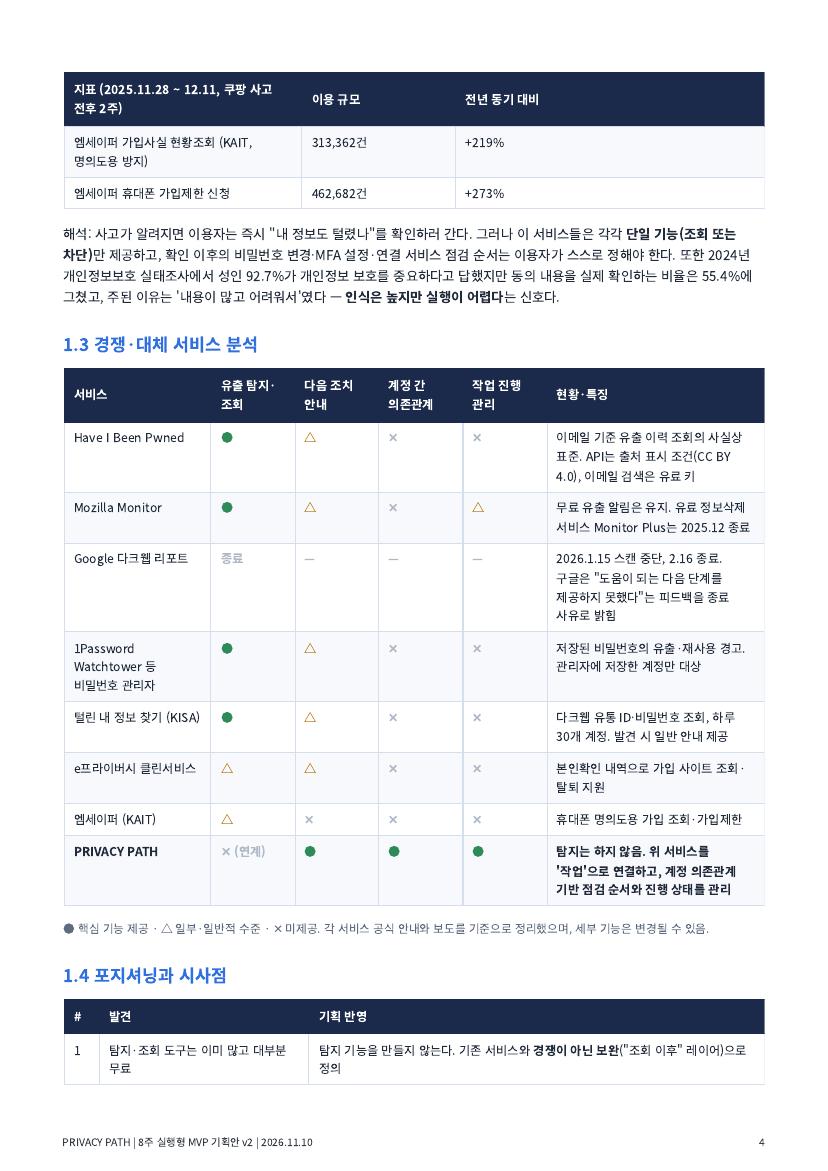 지표 (2025.11.28 ~ 12.11, 쿠팡 사고
전후 2주)
이용 규모
전년 동기 대비
엠세이퍼 가입사실 현황조회 (KAIT,
명의도용 방지)
313,362건
+219%
엠세이퍼 휴대폰 가입제한 신청
462,682건
+273%
해석: 사고가 알려지면 이용자는 즉시 "내 정보도 털렸나"를 확인하러 간다. 그러나 이 서비스들은 각각 단일 기능(조회 또는
차단)만 제공하고, 확인 이후의 비밀번호 변경·MFA 설정·연결 서비스 점검 순서는 이용자가 스스로 정해야 한다. 또한 2024년
개인정보보호 실태조사에서 성인 92.7%가 개인정보 보호를 중요하다고 답했지만 동의 내용을 실제 확인하는 비율은 55.4%에
그쳤고, 주된 이유는 '내용이 많고 어려워서'였다 — 인식은 높지만 실행이 어렵다는 신호다.
1.3 경쟁·대체 서비스 분석
서비스
유출 탐지·
조회
다음 조치
안내
계정 간
의존관계
작업 진행
관리
현황·특징
Have I Been Pwned
●
△
×
×
이메일 기준 유출 이력 조회의 사실상
표준. API는 출처 표시 조건(CC BY
4.0), 이메일 검색은 유료 키
Mozilla Monitor
●
△
×
△
무료 유출 알림은 유지. 유료 정보삭제
서비스 Monitor Plus는 2025.12 종료
Google 다크웹 리포트
종료
—
—
—
2026.1.15 스캔 중단, 2.16 종료.
구글은 "도움이 되는 다음 단계를
제공하지 못했다"는 피드백을 종료
사유로 밝힘
1Password
Watchtower 등
비밀번호 관리자
●
△
×
×
저장된 비밀번호의 유출·재사용 경고.
관리자에 저장한 계정만 대상
털린 내 정보 찾기 (KISA)
●
△
×
×
다크웹 유통 ID·비밀번호 조회, 하루
30개 계정. 발견 시 일반 안내 제공
e프라이버시 클린서비스
△
△
×
×
본인확인 내역으로 가입 사이트 조회·
탈퇴 지원
엠세이퍼 (KAIT)
△
×
×
×
휴대폰 명의도용 가입 조회·가입제한
PRIVACY PATH
× (연계)
●
●
●
탐지는 하지 않음. 위 서비스를
'작업'으로 연결하고, 계정 의존관계
기반 점검 순서와 진행 상태를 관리
● 핵심 기능 제공 · △ 일부·일반적 수준 · × 미제공. 각 서비스 공식 안내와 보도를 기준으로 정리했으며, 세부 기능은 변경될 수 있음.
1.4 포지셔닝과 시사점
#
발견
기획 반영
1
탐지·조회 도구는 이미 많고 대부분
무료
탐지 기능을 만들지 않는다. 기존 서비스와 경쟁이 아닌 보완("조회 이후" 레이어)으로
정의
PRIVACY PATH | 8주 실행형 MVP 기획안 v2 | 2026.11.10
4